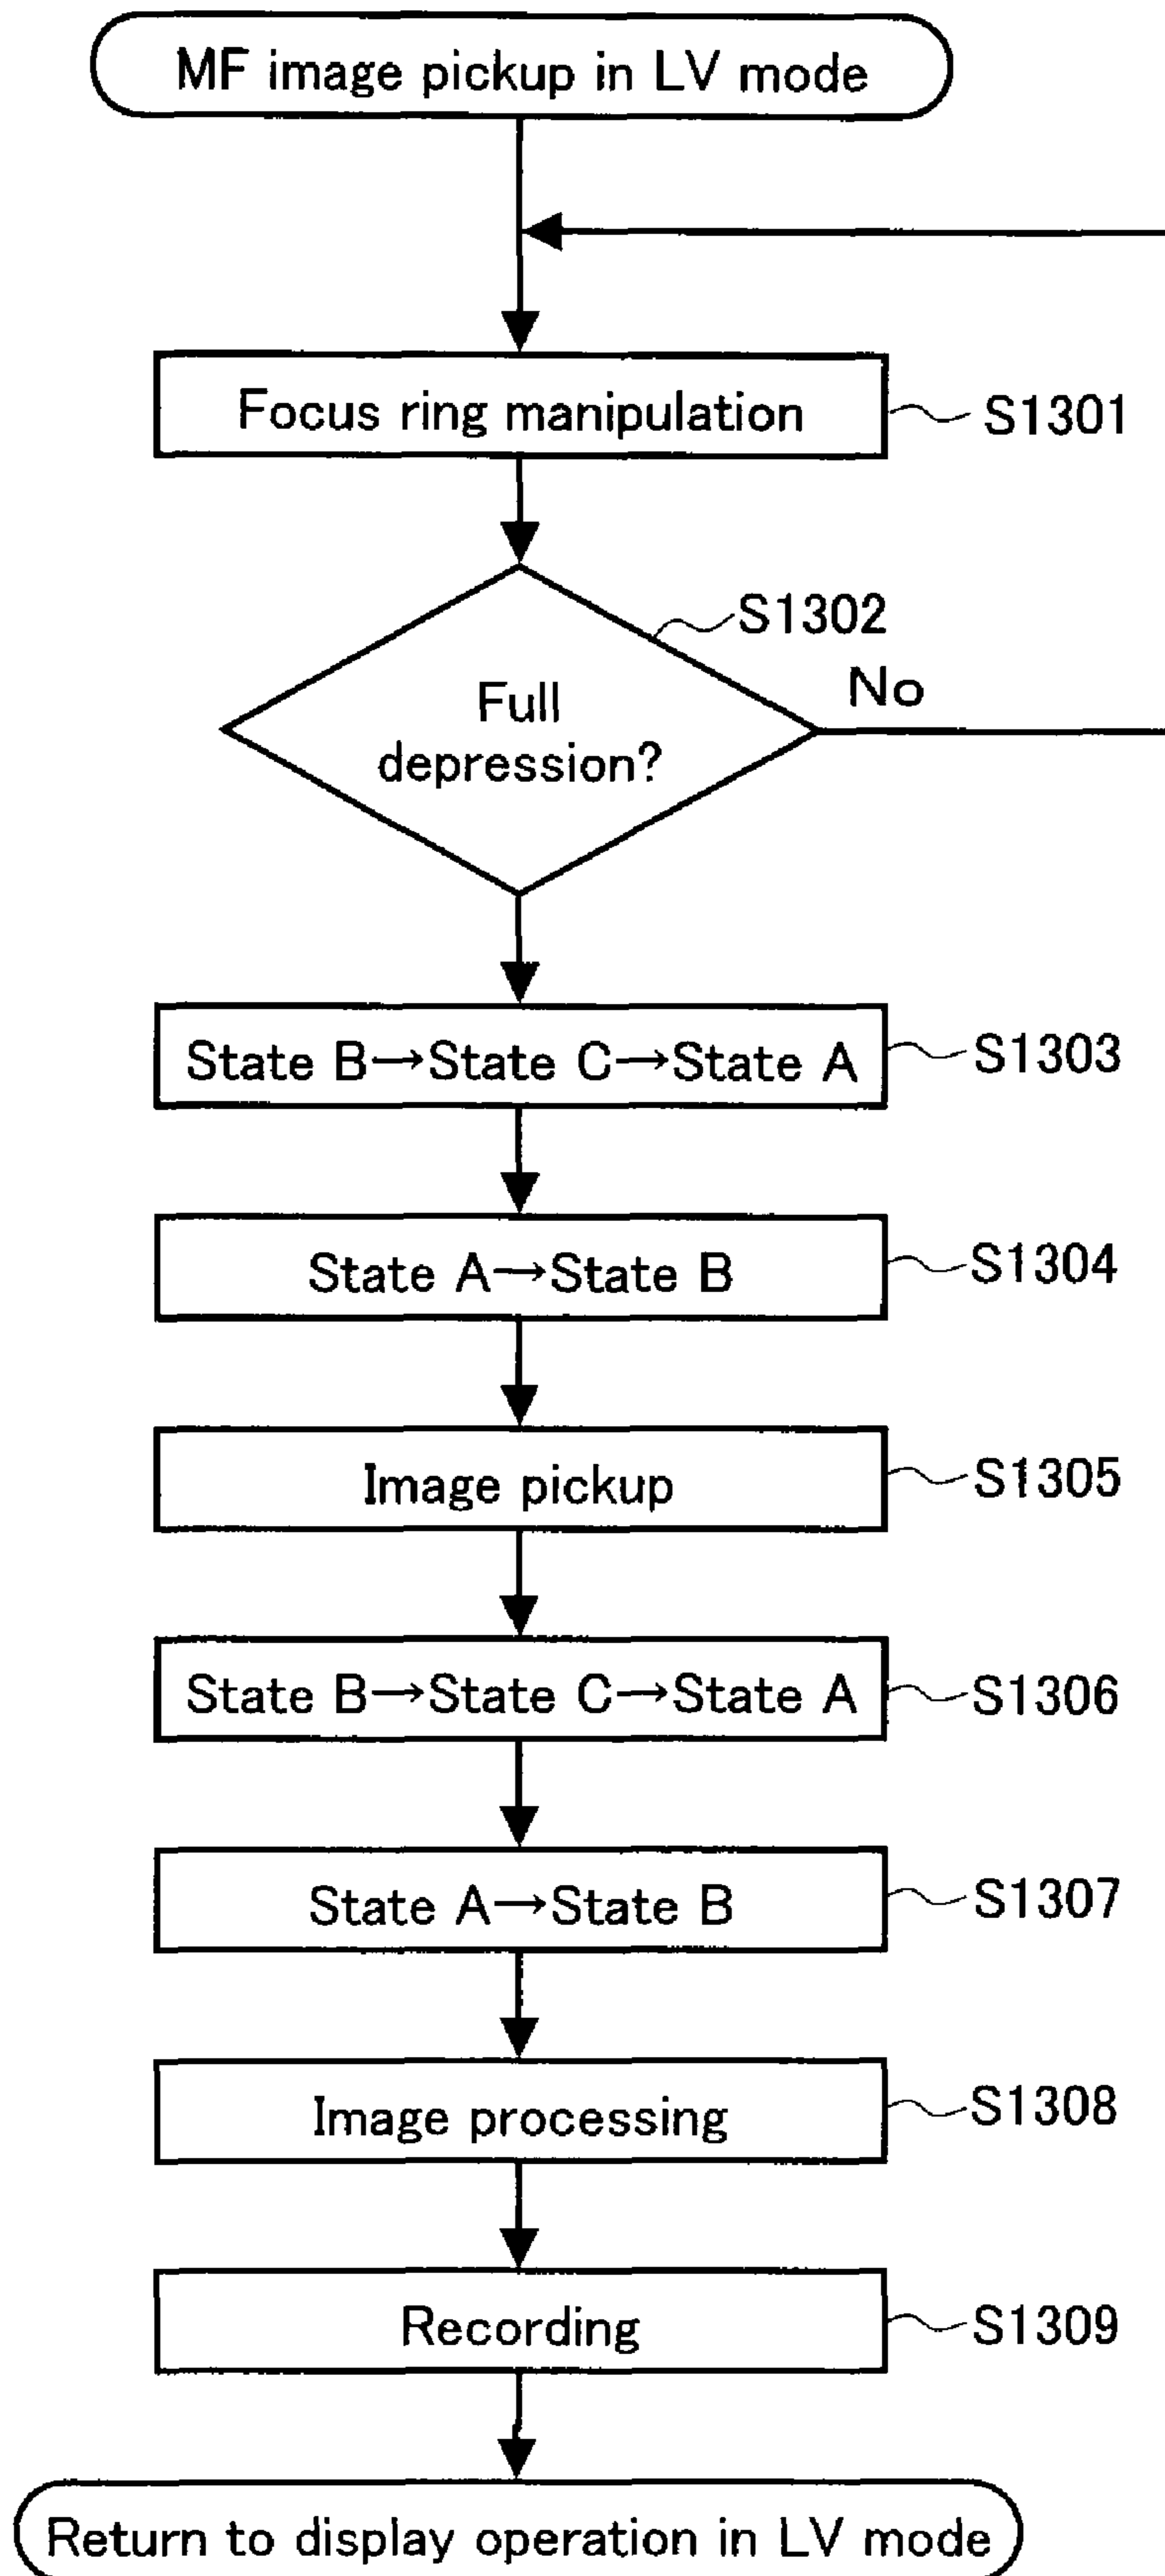 MF image pickup in LV mode
Focus ring manipulation
S1301
S1302
No
Full
depression?
State B→State C→State A
S1303
State A→State B
S1304
Image pickup
S1305
State B→State C→State A
S1306
State A→State B
S1307
Image processing
S1308
Recording
S1309
Return to display operation in LV mode